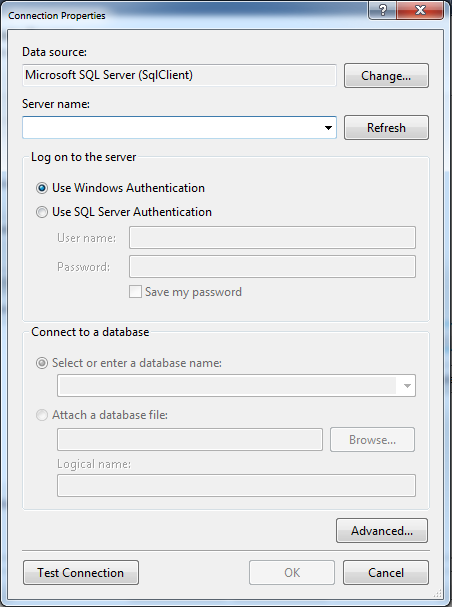 Connection Properties
?
Data source:
Microsoft SQL Server (SqlClient)
Change...
Server name:
Refresh
Log on to the server
Use Windows Authentication
Use SQL Server Authentication
User name:
Password:
Save my password
Connect to a database
Select or enter a database name:
Attach a database file:
Browse...
Logical name:
Advanced...
Test Connection
OK
Cancel